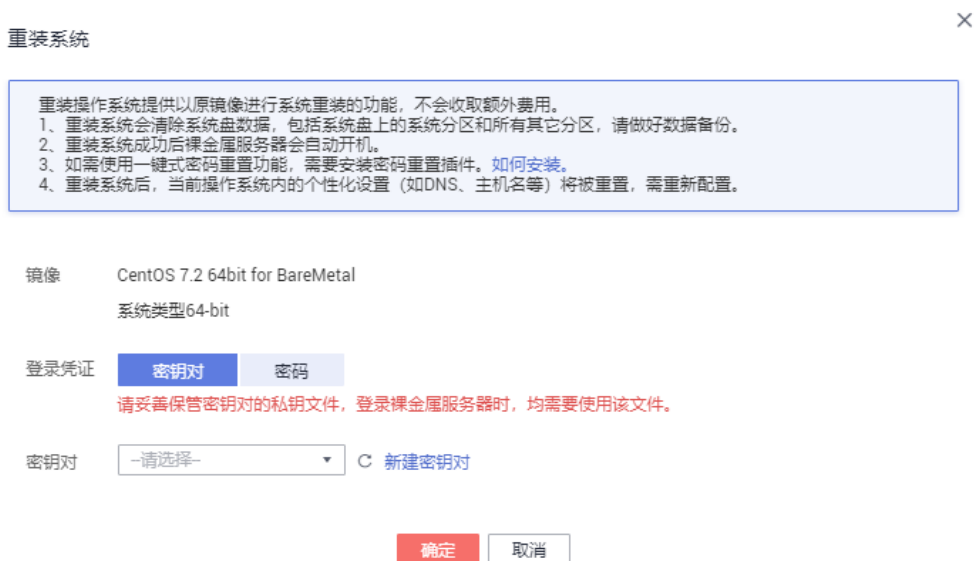 重装系统
重装操作系统提供以原镜像进行系统重装的功能，不会收取额外费用。
1、重装系统会清除系统盘数据，包括系统盘上的系统分区和所有其它分区，请做好数据备份。
2、重装系统成功后裸金属服务器会自动开机。
3、如需使用一键式密码重置功能，需要安装密码重置插件。如何安装。
4、重装系统后，当前操作系统内的个性化设置（如DNS、主机名等）将被重置，需重新配置。
镜像 CentOS 7.2 64bit for BareMetal
系统类型64-bit
登录凭证 密钥对 密码
请妥善保管密钥对的私钥文件，登录裸金属服务器时，均需要使用该文件。
密钥对 --请选择-- 新建密钥对
确定 取消